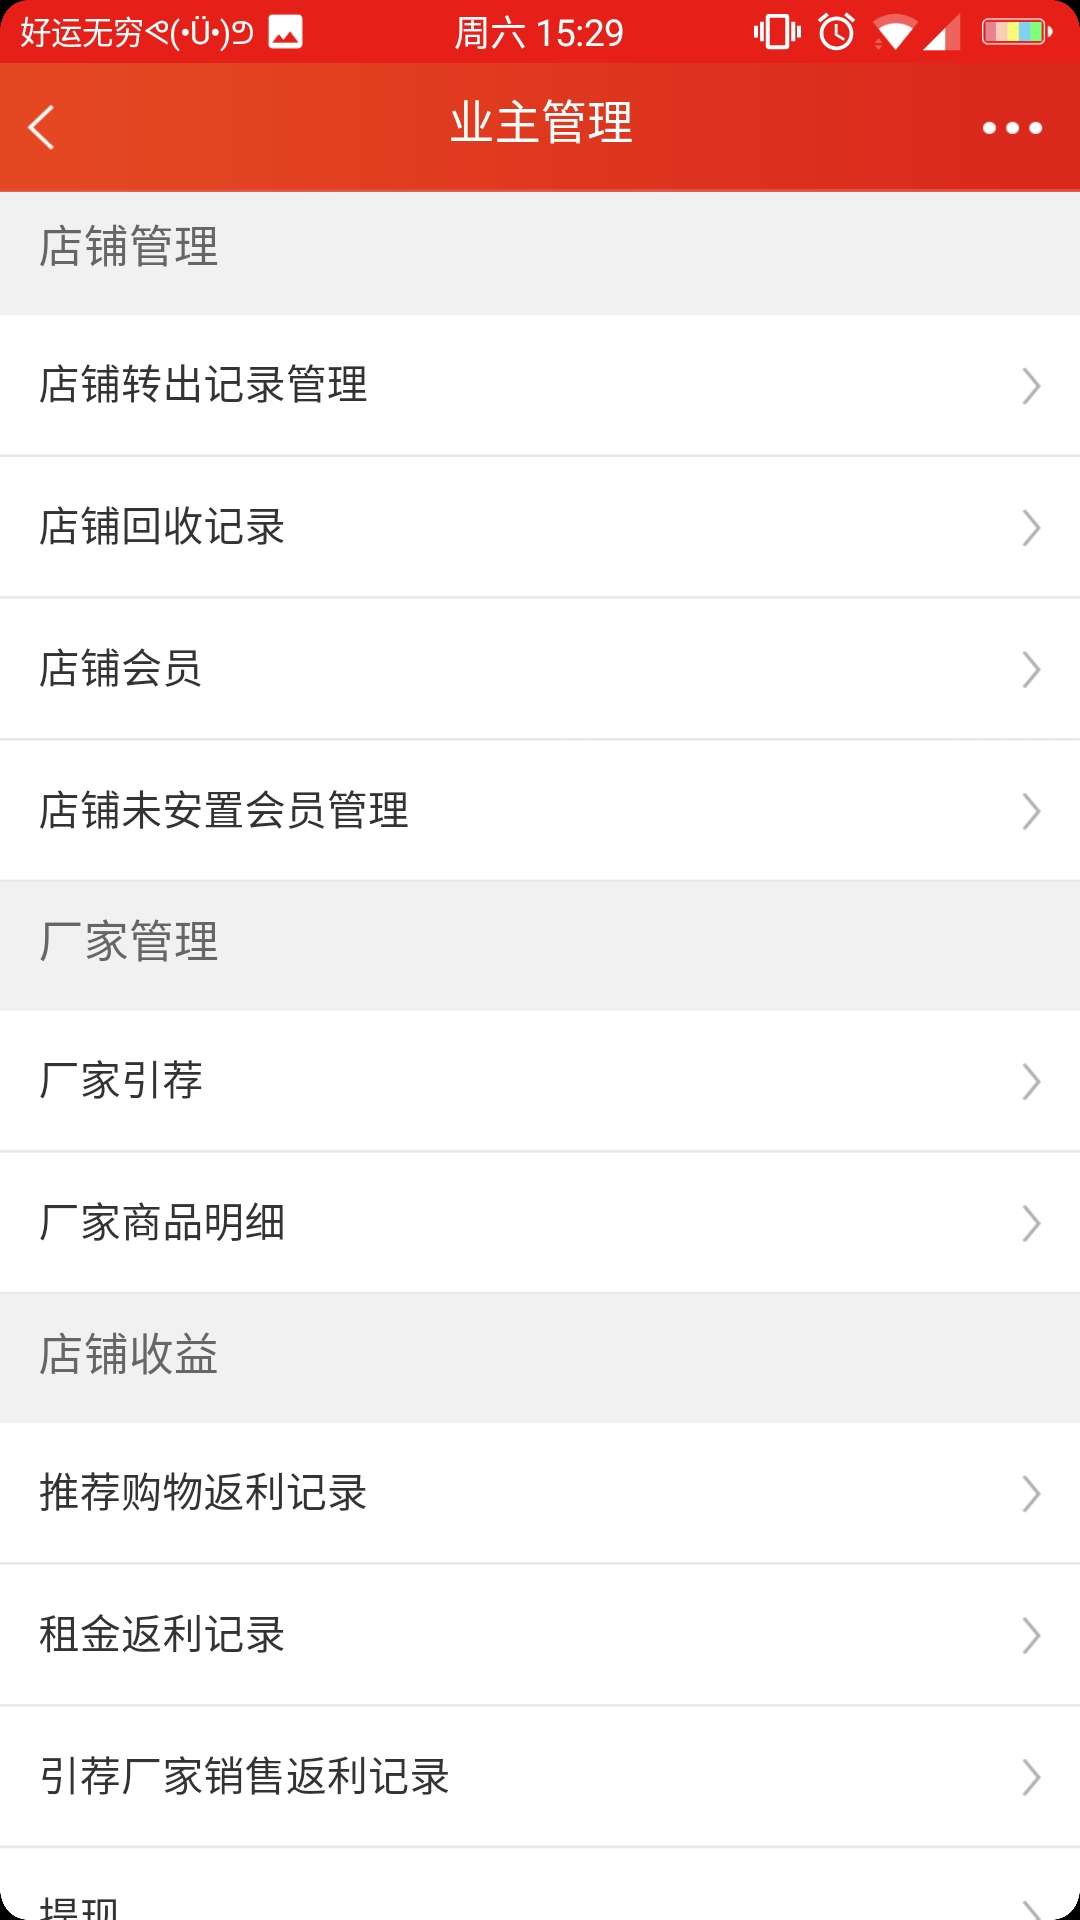 好运无穷ᕙ(•Ü•)ᕗ 周六 15:29
业主管理
店铺管理
店铺转出记录管理
店铺回收记录
店铺会员
店铺未安置会员管理
厂家管理
厂家引荐
厂家商品明细
店铺收益
推荐购物返利记录
租金返利记录
引荐厂家销售返利记录
提现